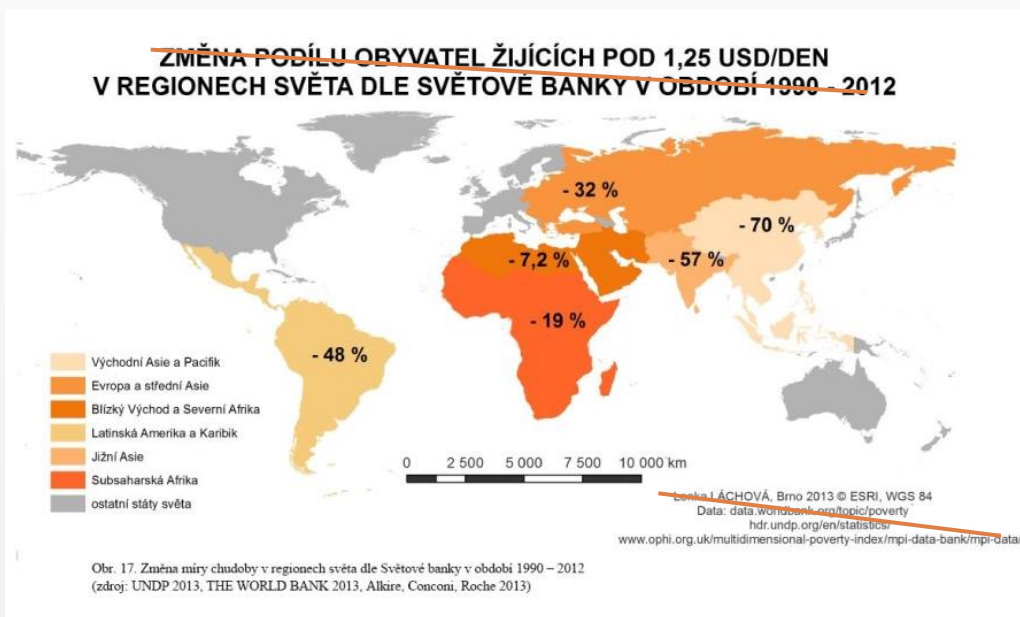 ZMĚNA PODÍLU OBYVATEL ŽIJÍCÍCH POD 1,25 USD/DEN
V REGIONECH SVĚTA DLE SVĚTOVÉ BANKY V OBDOBÍ 1990 - 2012
- 32 %
- 70 %
- 7,2 %
- 57 %
- 19 %
- 48 %
Východní Asie a Pacifik
Evropa a střední Asie
Blízký Východ a Severní Afrika
Latinská Amerika a Karibik
Jižní Asie
Subsaharská Afrika
ostatní státy světa
0 2 500 5 000 7 500 10 000 km
Lenka LÁCHOVÁ, Brno 2013 © ESRI, WGS 84
Data: data.worldbank.org/topic/poverty
hdr.undp.org/en/statistics/
www.ophi.org.uk/multidimensional-poverty-index/mpi-data-bank/mpi-data/
Obr. 17. Změna míry chudoby v regionech světa dle Světové banky v období 1990 – 2012
(zdroj: UNDP 2013, THE WORLD BANK 2013, Alkire, Conconi, Roche 2013)